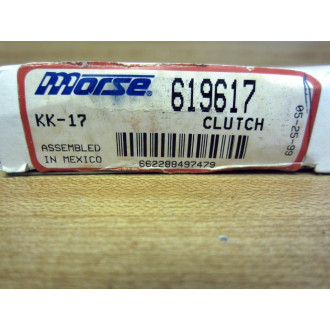 Morse® 619617
KK-17 CLUTCH
ASSEMBLED
IN MEXICO
662288497479
05-25-99